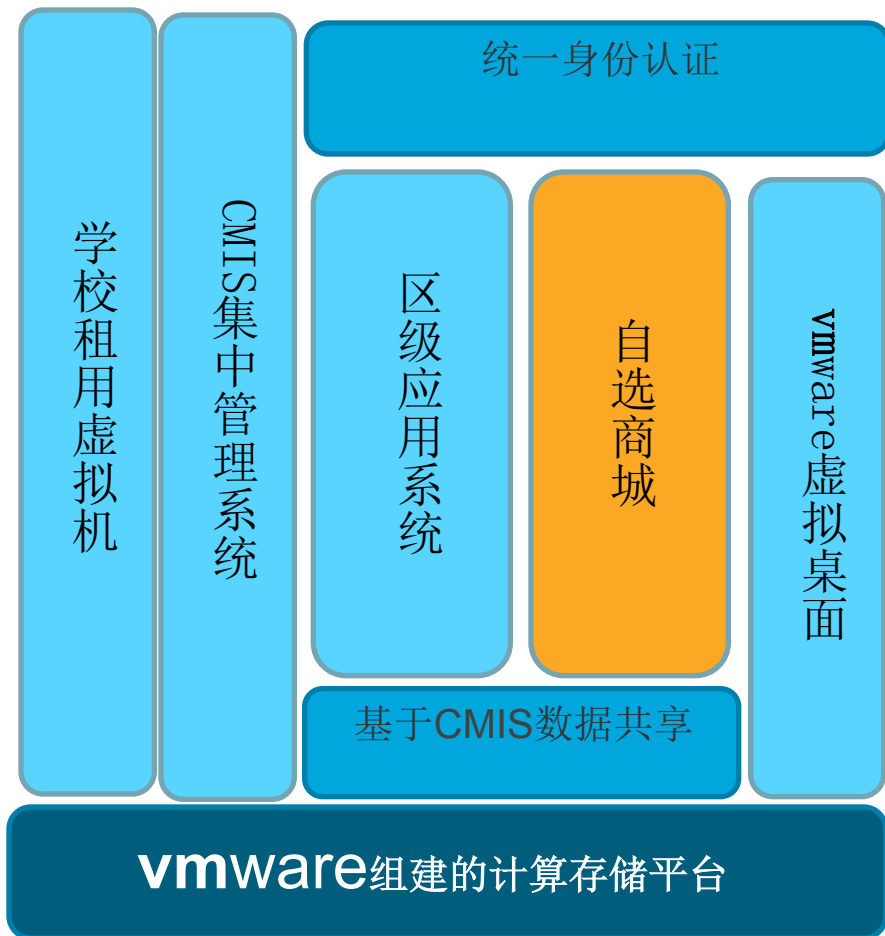 统一身份认证
学校租用虚拟机
CMIS集中管理系统
区级应用系统
自选商城
vmware虚拟桌面
基于CMIS数据共享
vmware组建的计算存储平台